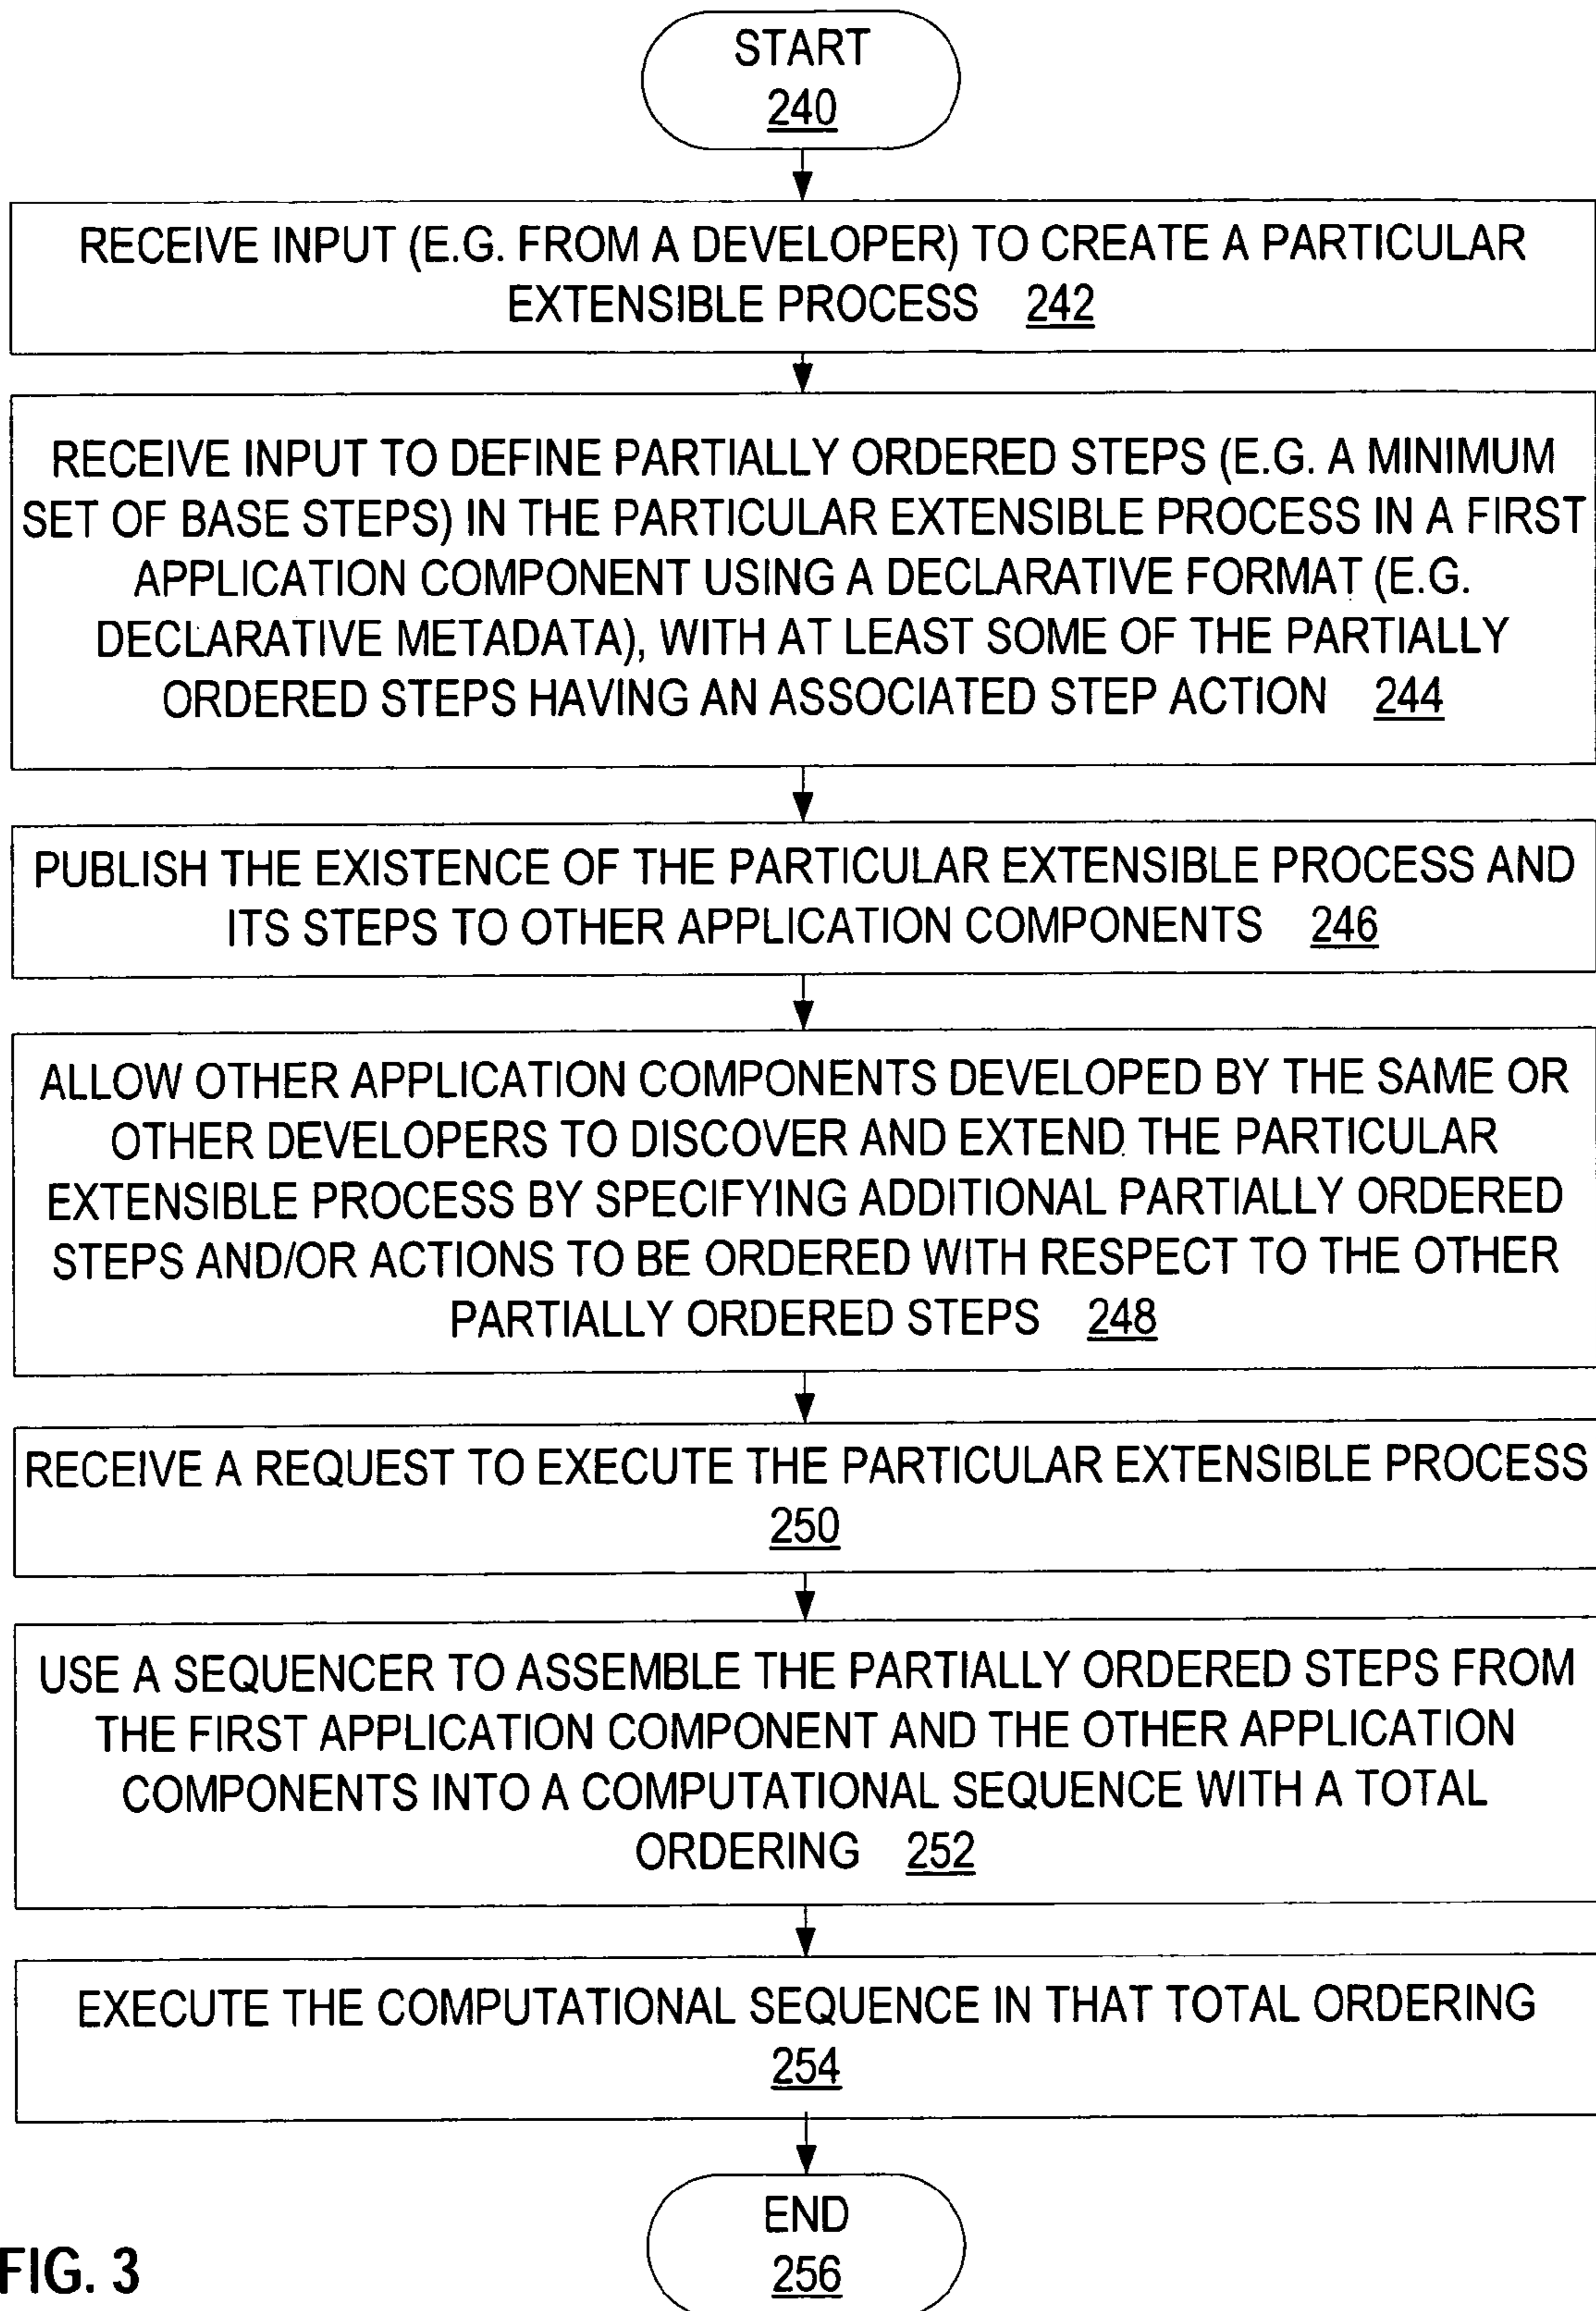 START
240
RECEIVE INPUT (E.G. FROM A DEVELOPER) TO CREATE A PARTICULAR
EXTENSIBLE PROCESS 242
RECEIVE INPUT TO DEFINE PARTIALLY ORDERED STEPS (E.G. A MINIMUM
SET OF BASE STEPS) IN THE PARTICULAR EXTENSIBLE PROCESS IN A FIRST
APPLICATION COMPONENT USING A DECLARATIVE FORMAT (E.G.
DECLARATIVE METADATA), WITH AT LEAST SOME OF THE PARTIALLY
ORDERED STEPS HAVING AN ASSOCIATED STEP ACTION 244
PUBLISH THE EXISTENCE OF THE PARTICULAR EXTENSIBLE PROCESS AND
ITS STEPS TO OTHER APPLICATION COMPONENTS 246
ALLOW OTHER APPLICATION COMPONENTS DEVELOPED BY THE SAME OR
OTHER DEVELOPERS TO DISCOVER AND EXTEND THE PARTICULAR
EXTENSIBLE PROCESS BY SPECIFYING ADDITIONAL PARTIALLY ORDERED
STEPS AND/OR ACTIONS TO BE ORDERED WITH RESPECT TO THE OTHER
PARTIALLY ORDERED STEPS 248
RECEIVE A REQUEST TO EXECUTE THE PARTICULAR EXTENSIBLE PROCESS
250
USE A SEQUENCER TO ASSEMBLE THE PARTIALLY ORDERED STEPS FROM
THE FIRST APPLICATION COMPONENT AND THE OTHER APPLICATION
COMPONENTS INTO A COMPUTATIONAL SEQUENCE WITH A TOTAL
ORDERING 252
EXECUTE THE COMPUTATIONAL SEQUENCE IN THAT TOTAL ORDERING
254
END
256
FIG. 3